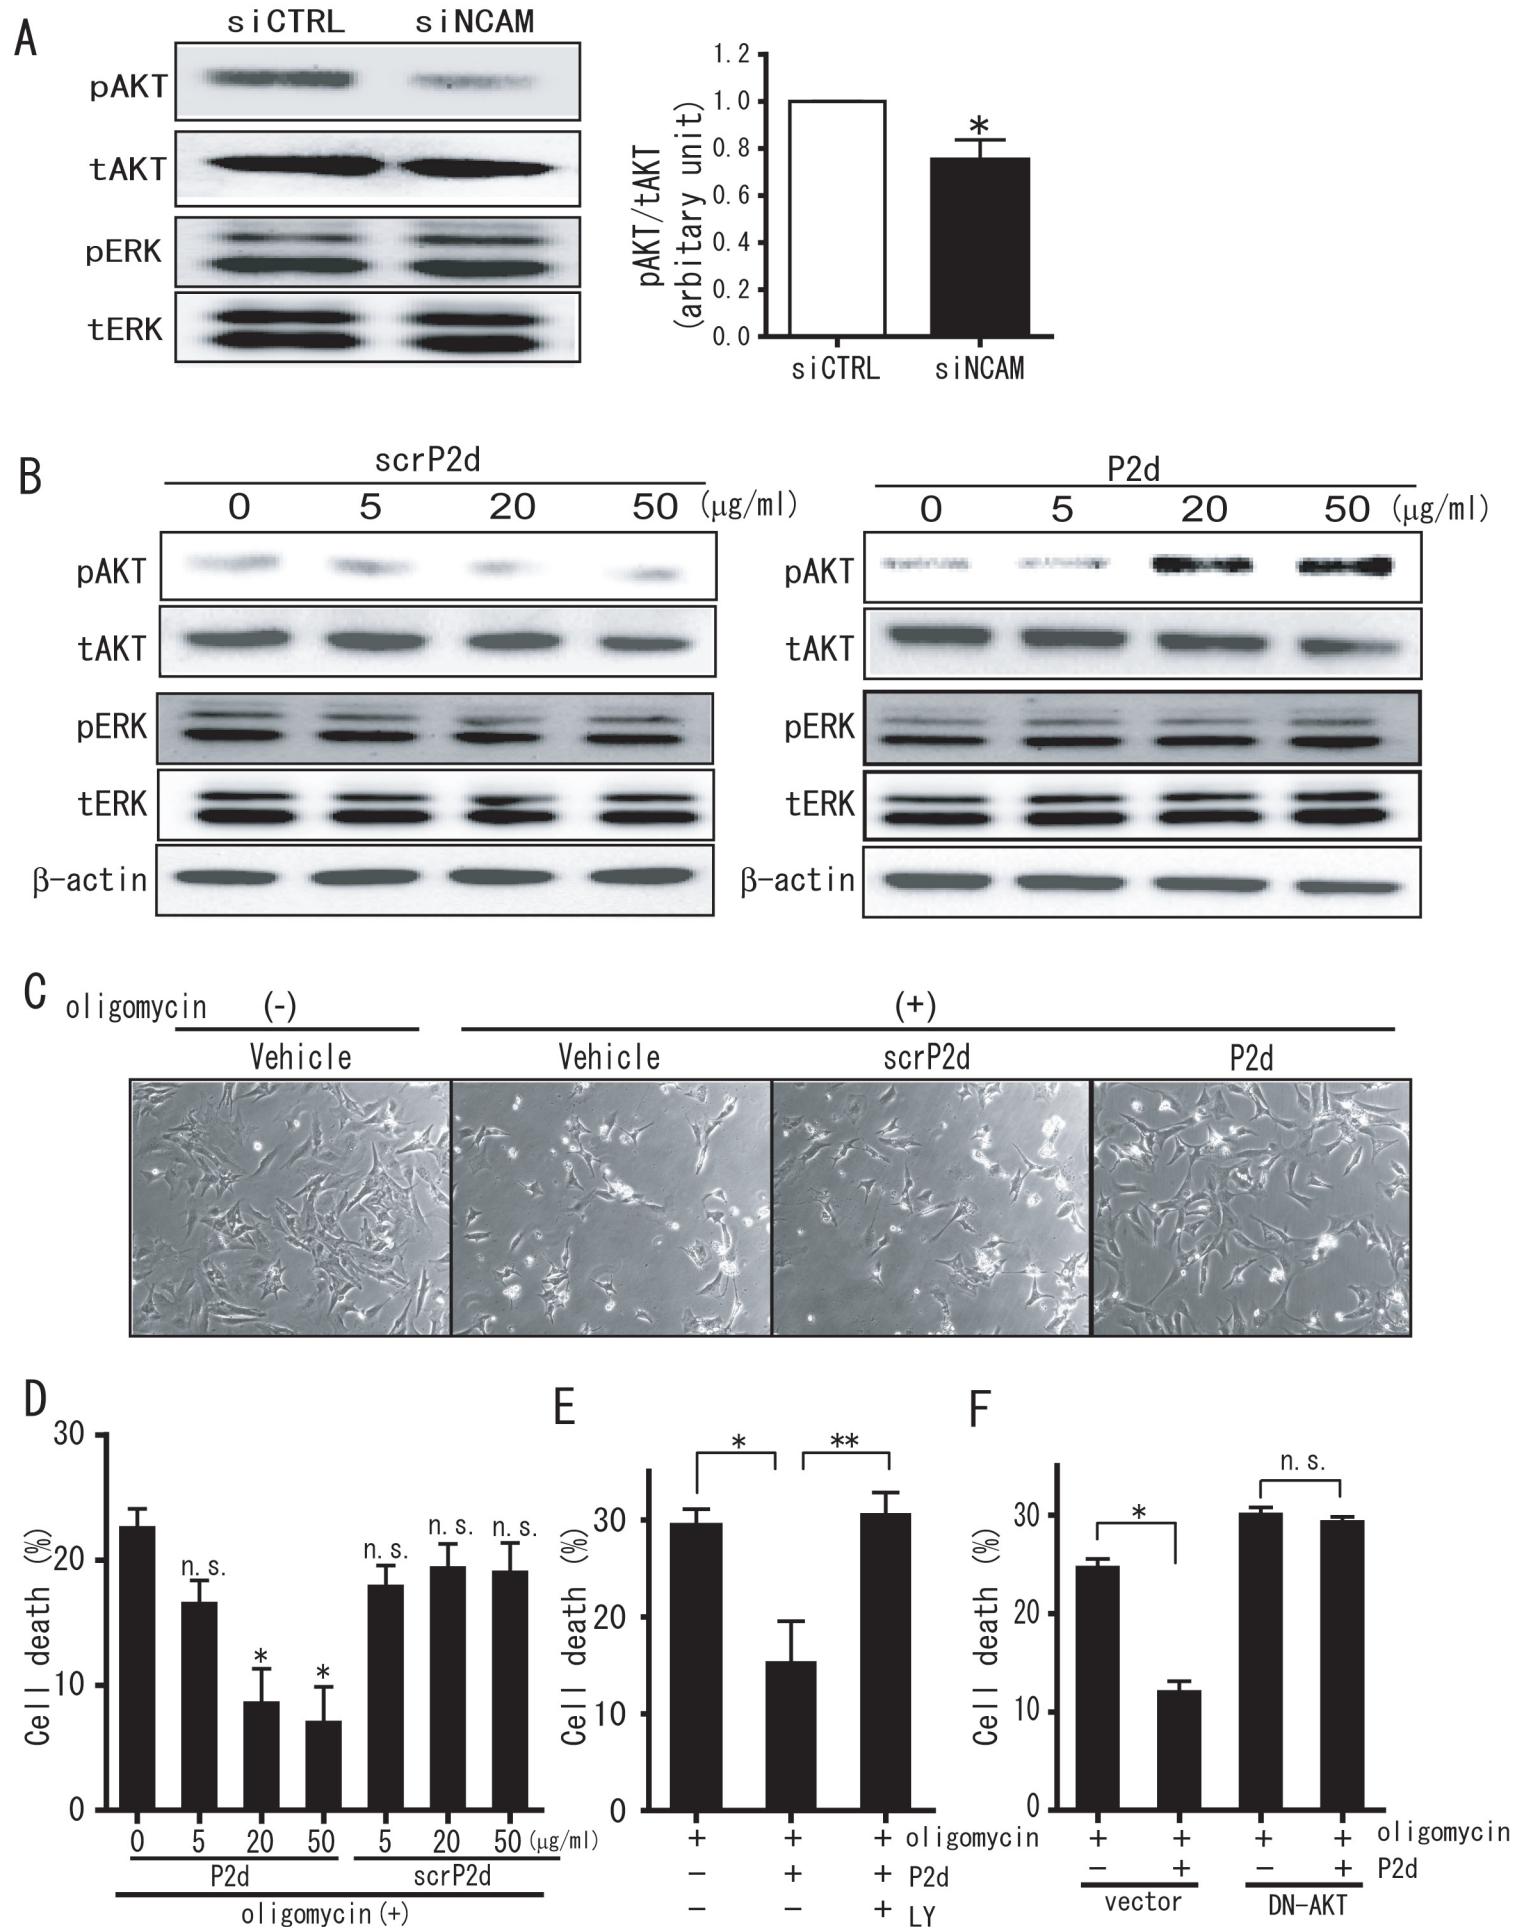 A
siCTRL siNCAM
pAKT
tAKT
pERK
tERK
pAKT/tAKT
(arbitary unit)
1.2
1.0
0.8
0.6
0.4
0.2
0.0
*
siCTRL siNCAM
B
scrP2d
0 5 20 50 (μg/ml)
pAKT
tAKT
pERK
tERK
β-actin
P2d
0 5 20 50 (μg/ml)
pAKT
tAKT
pERK
tERK
β-actin
C
oligomycin (-) (+)
Vehicle Vehicle scrP2d P2d
D
Cell death (%)
30
20
10
0
n.s. * * n.s. n.s. n.s.
0 5 20 50 5 20 50 (μg/ml)
P2d scrP2d
oligomycin(+)
E
Cell death (%)
30
20
10
0
* **
+ + + oligomycin
− + + P2d
− − + LY
F
Cell death (%)
30
20
10
0
* n.s.
+ + + + oligomycin
− + − + P2d
vector DN-AKT